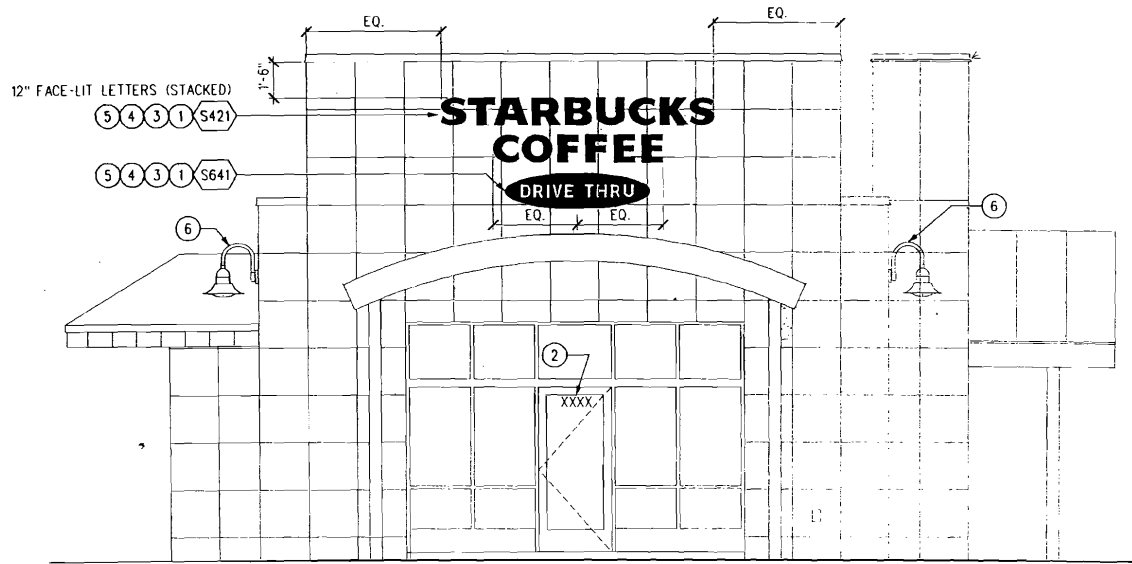 EQ.
EQ.
1'-6"
12" FACE-LIT LETTERS (STACKED)
5 4 3 1 S421
STARBUCKS
COFFEE
5 4 3 1 S641
DRIVE THRU
EQ. EQ.
6
6
2
XXXX